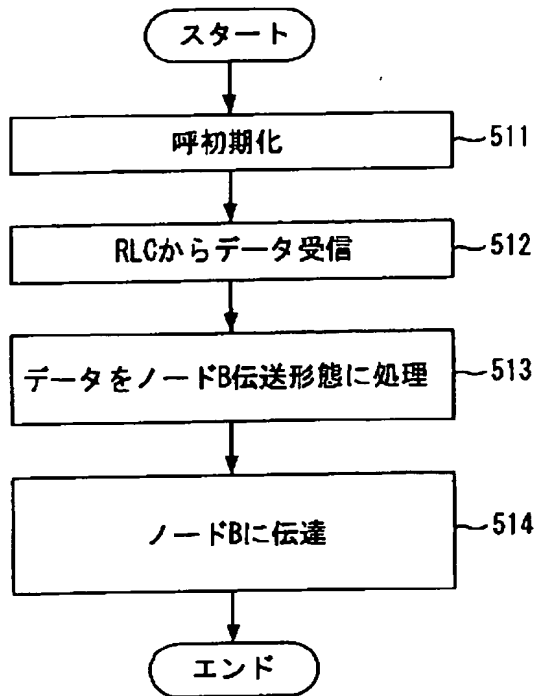 スタート
呼初期化
511
RLCからデータ受信
512
データをノードB伝送形態に処理
513
ノードBに伝達
514
エンド